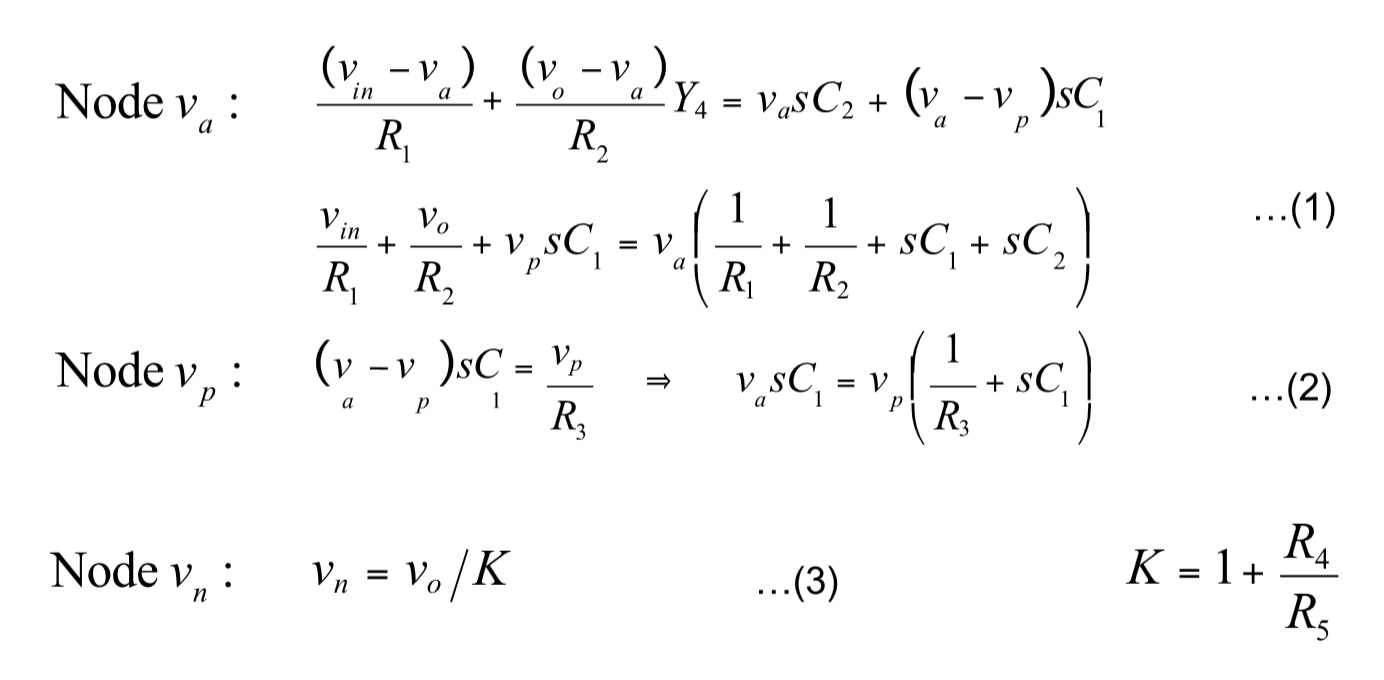 Node v_a : (v_in − v_a)/R_1 + (v_o − v_a)/R_2 Y_4 = v_a sC_2 + (v_a − v_p)sC_1
v_in/R_1 + v_o/R_2 + v_p sC_1 = v_a(1/R_1 + 1/R_2 + sC_1 + sC_2) ...(1)
Node v_p : (v_a − v_p)sC_1 = v_p/R_3 ⇒ v_a sC_1 = v_p(1/R_3 + sC_1) ...(2)
Node v_n : v_n = v_o/K ...(3) K = 1 + R_4/R_5